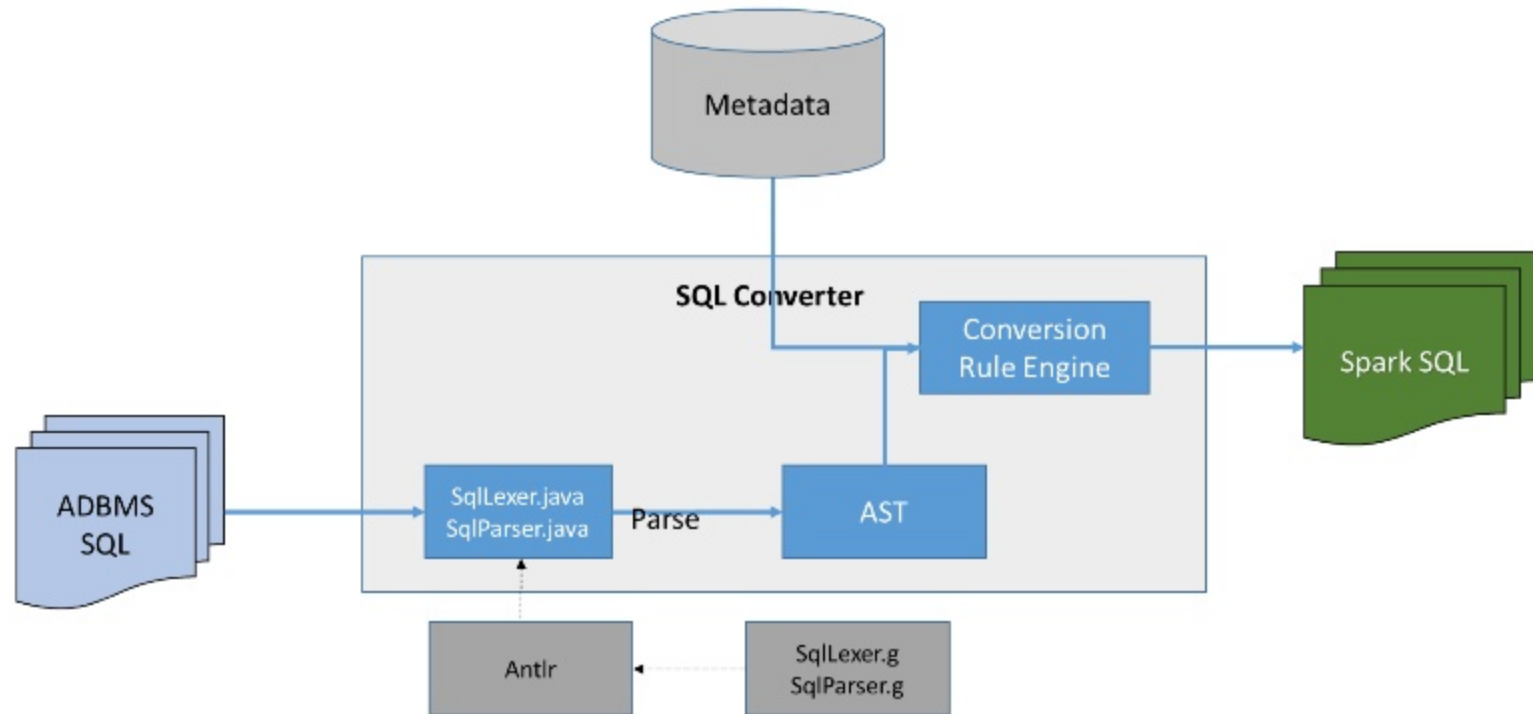 Metadata
SQL Converter
Conversion
Rule Engine
Spark SQL
ADBMS
SQL
SqlLexer.java
SqlParser.java
Parse
AST
Antlr
SqlLexer.g
SqlParser.g